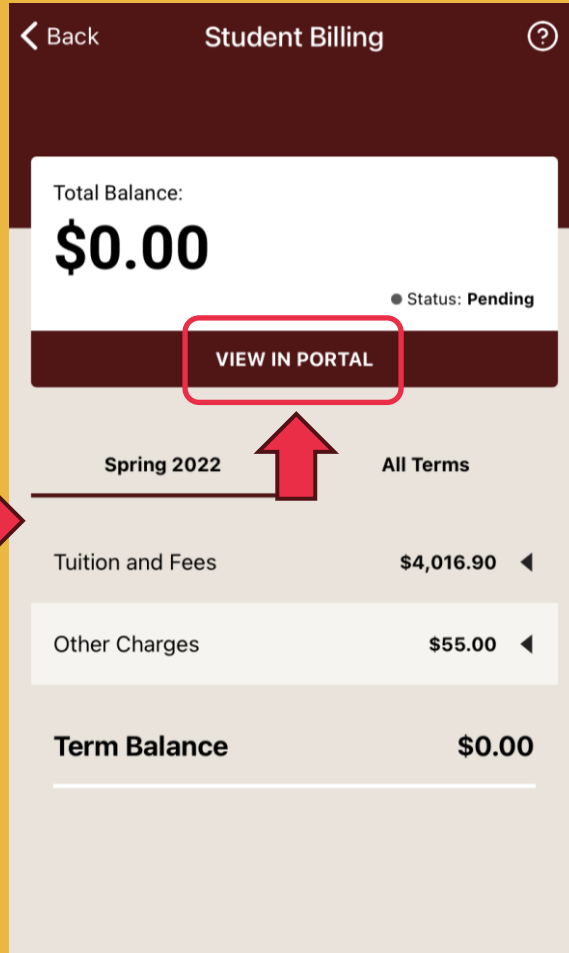 Back Student Billing ?
Total Balance:
$0.00
Status: Pending
VIEW IN PORTAL
Spring 2022 All Terms
Tuition and Fees $4,016.90
Other Charges $55.00
Term Balance $0.00